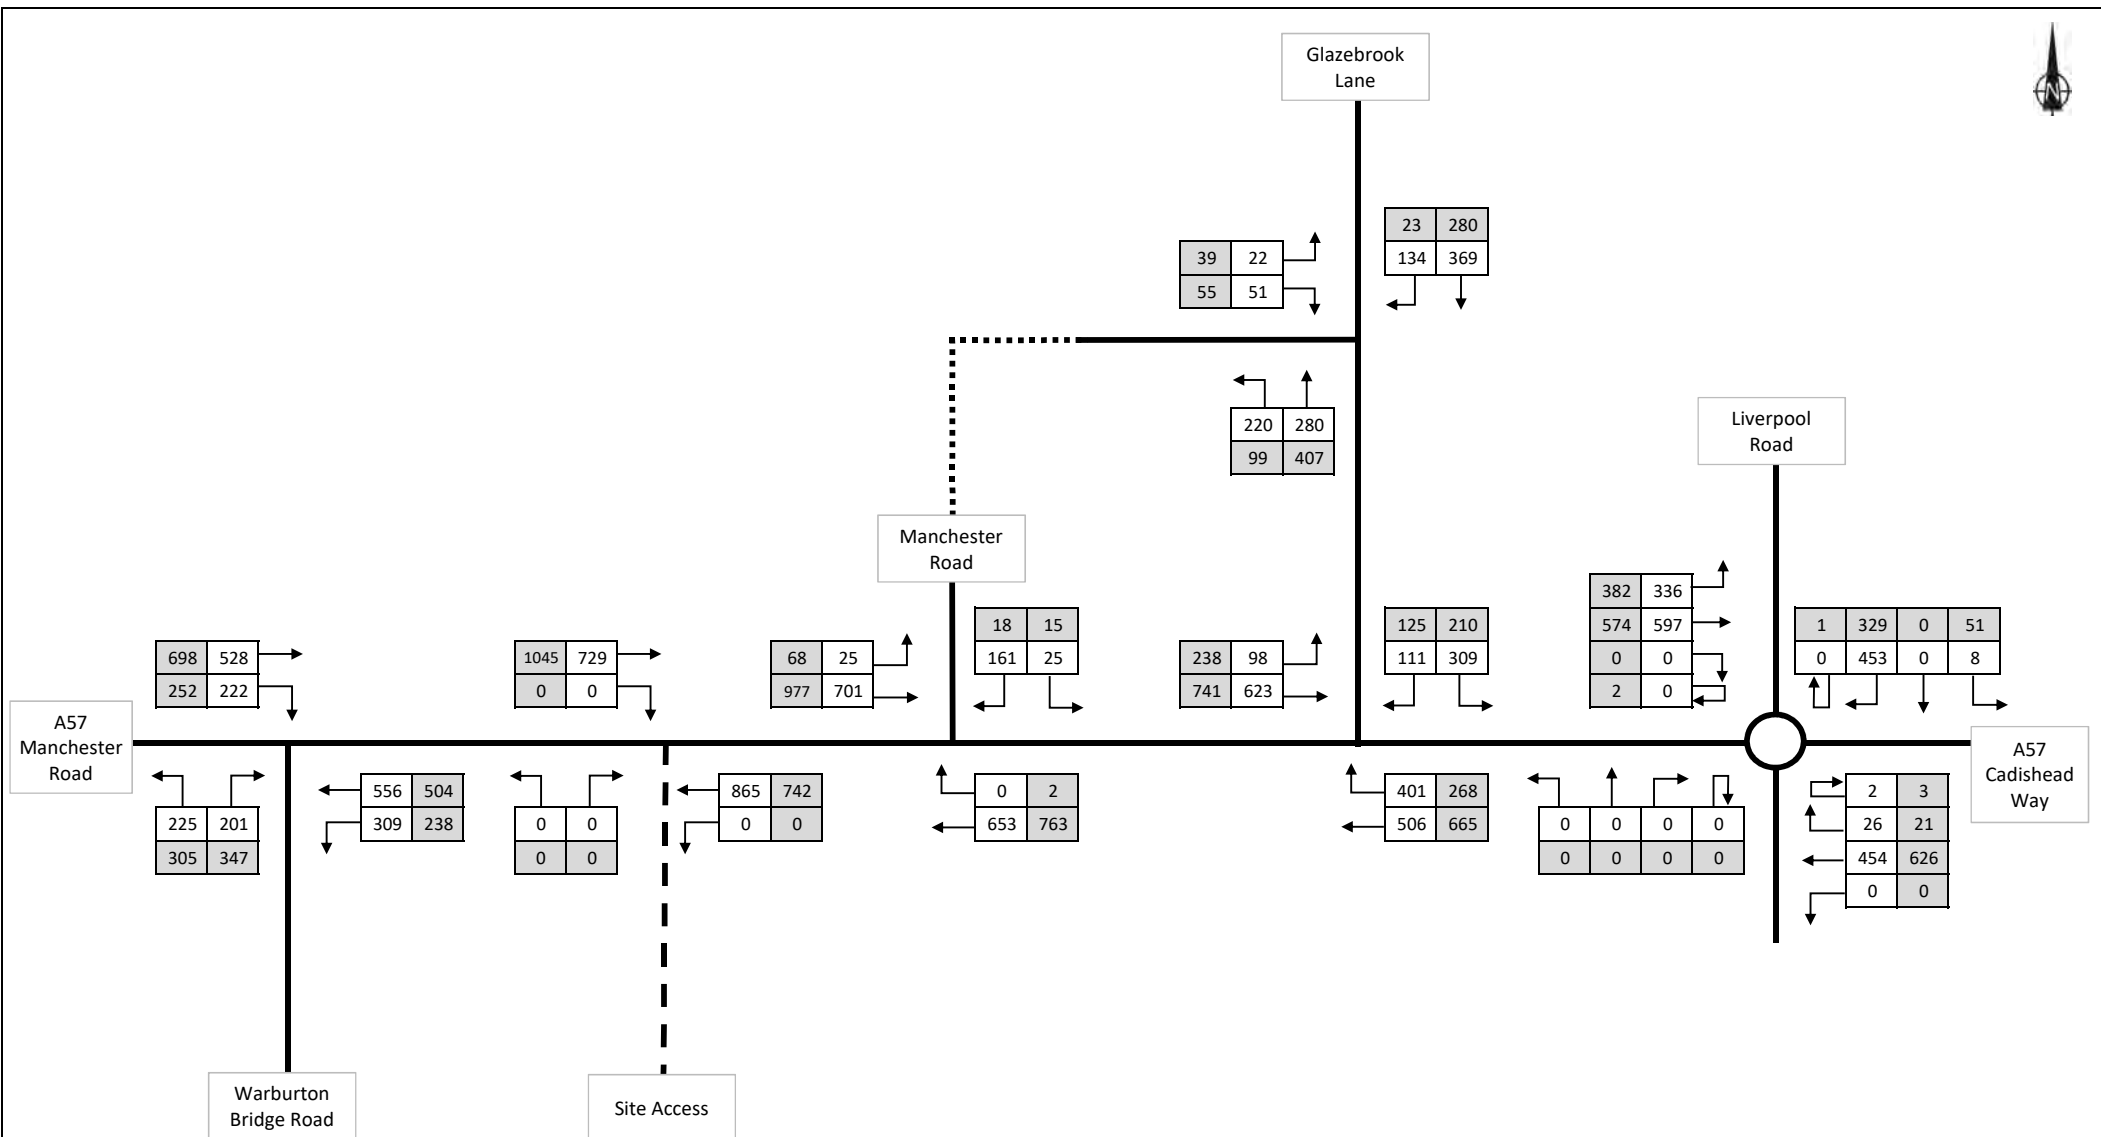 Glazebrook
Lane
N
23 280
134 369
39 22
55 51
220 280
99 407
Liverpool
Road
Manchester
Road
382 336
574 597
0 0
2 0
18 15
161 25
125 210
111 309
1 329 0 51
0 453 0 8
698 528
252 222
1045 729
0 0
68 25
977 701
238 98
741 623
A57
Manchester
Road
A57
Cadishead
Way
225 201
305 347
556 504
309 238
0 0
0 0
865 742
0 0
0 2
653 763
401 268
506 665
0 0 0 0
0 0 0 0
2 3
26 21
454 626
0 0
Warburton
Bridge Road
Site Access